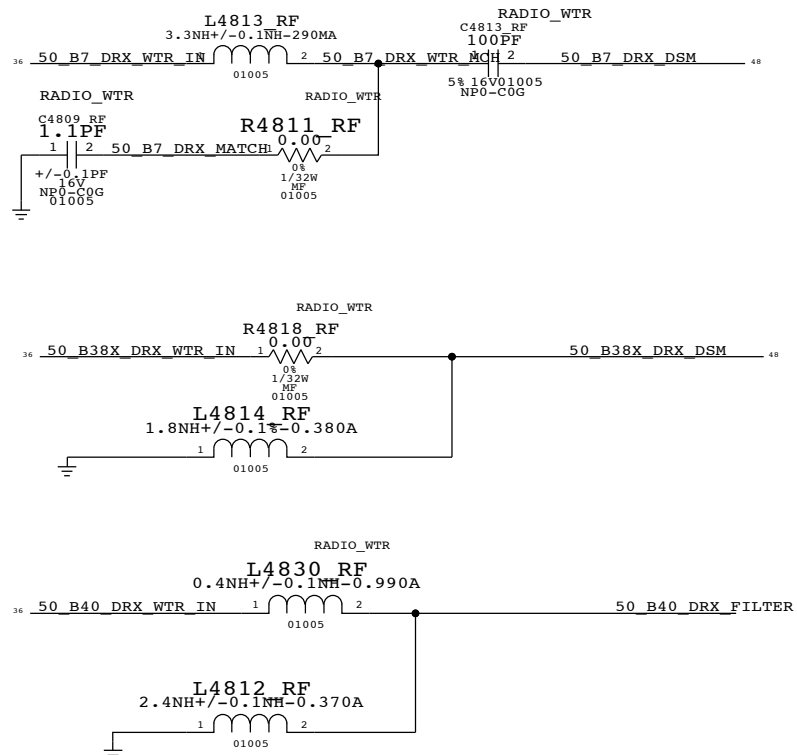 L4813_RF
3.3NH+/-0.1NH-290MA
36 50_B7_DRX_WTR_IN 1 2 50_B7_DRX_WTR_MCH
01005
RADIO_WTR
C4813_RF
100PF
1 2 50_B7_DRX_DSM 48
5% 16V 01005
NP0-C0G
RADIO_WTR
C4809_RF
1.1PF
1 2 50_B7_DRX_MATCH
+/-0.1PF
16V
NP0-C0G
01005
RADIO_WTR
R4811_RF
0.00
1 2
0%
1/32W
MF
01005
RADIO_WTR
R4818_RF
0.00
36 50_B38X_DRX_WTR_IN 1 2 50_B38X_DRX_DSM 48
0%
1/32W
MF
01005
L4814_RF
1.8NH+/-0.1%-0.380A
1 2
01005
RADIO_WTR
L4830_RF
0.4NH+/-0.1NH-0.990A
36 50_B40_DRX_WTR_IN 1 2 50_B40_DRX_FILTER
01005
L4812_RF
2.4NH+/-0.1NH-0.370A
1 2
01005